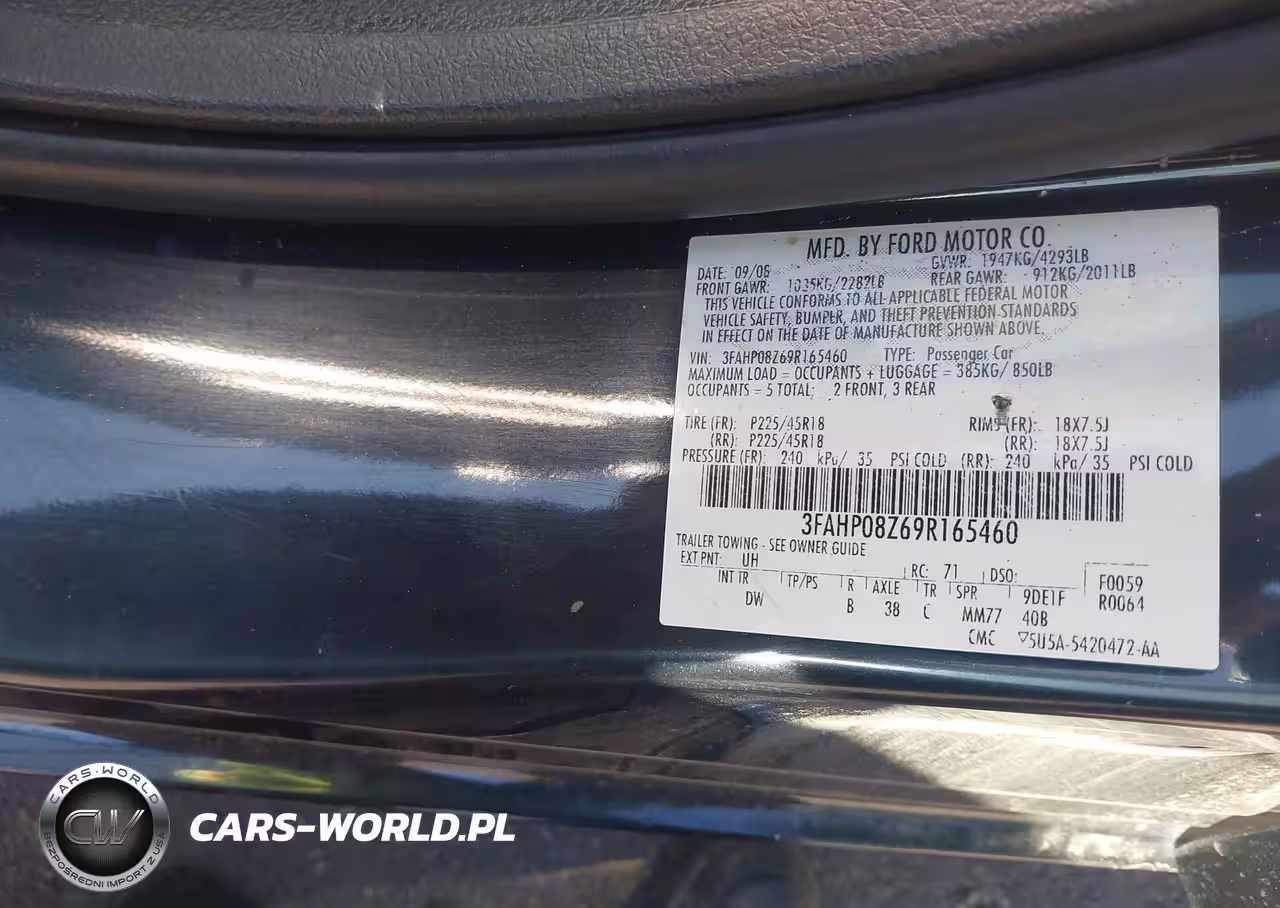 MFD. BY FORD MOTOR CO.
DATE: 09/08 GVWR: 1947KG/4293LB
FRONT GAWR: 1035KG/2282LB REAR GAWR: 912KG/2011LB
THIS VEHICLE CONFORMS TO ALL APPLICABLE FEDERAL MOTOR
VEHICLE SAFETY, BUMPER, AND THEFT PREVENTION STANDARDS
IN EFFECT ON THE DATE OF MANUFACTURE SHOWN ABOVE.
VIN: 3FAHP08Z69R165460 TYPE: Passenger Car
MAXIMUM LOAD = OCCUPANTS + LUGGAGE = 385KG/ 850LB
OCCUPANTS = 5 TOTAL: 2 FRONT, 3 REAR
TIRE (FR): P225/45R18 RIMS (FR): 18X7.5J
(RR): P225/45R18 (RR): 18X7.5J
PRESSURE (FR): 240 kPa/ 35 PSI COLD (RR): 240 kPa/ 35 PSI COLD
3FAHP08Z69R165460
TRAILER TOWING - SEE OWNER GUIDE
EXT PNT: UH RC: 71 DSO: F0059
INT TR TP/PS R AXLE TR SPR 9DE1F R0064
DW B 38 C MM77 40B
CMC ▽5U5A-5420472-AA
CARS-WORLD
CW
BEZPOŚREDNI IMPORT Z USA
CARS-WORLD.PL